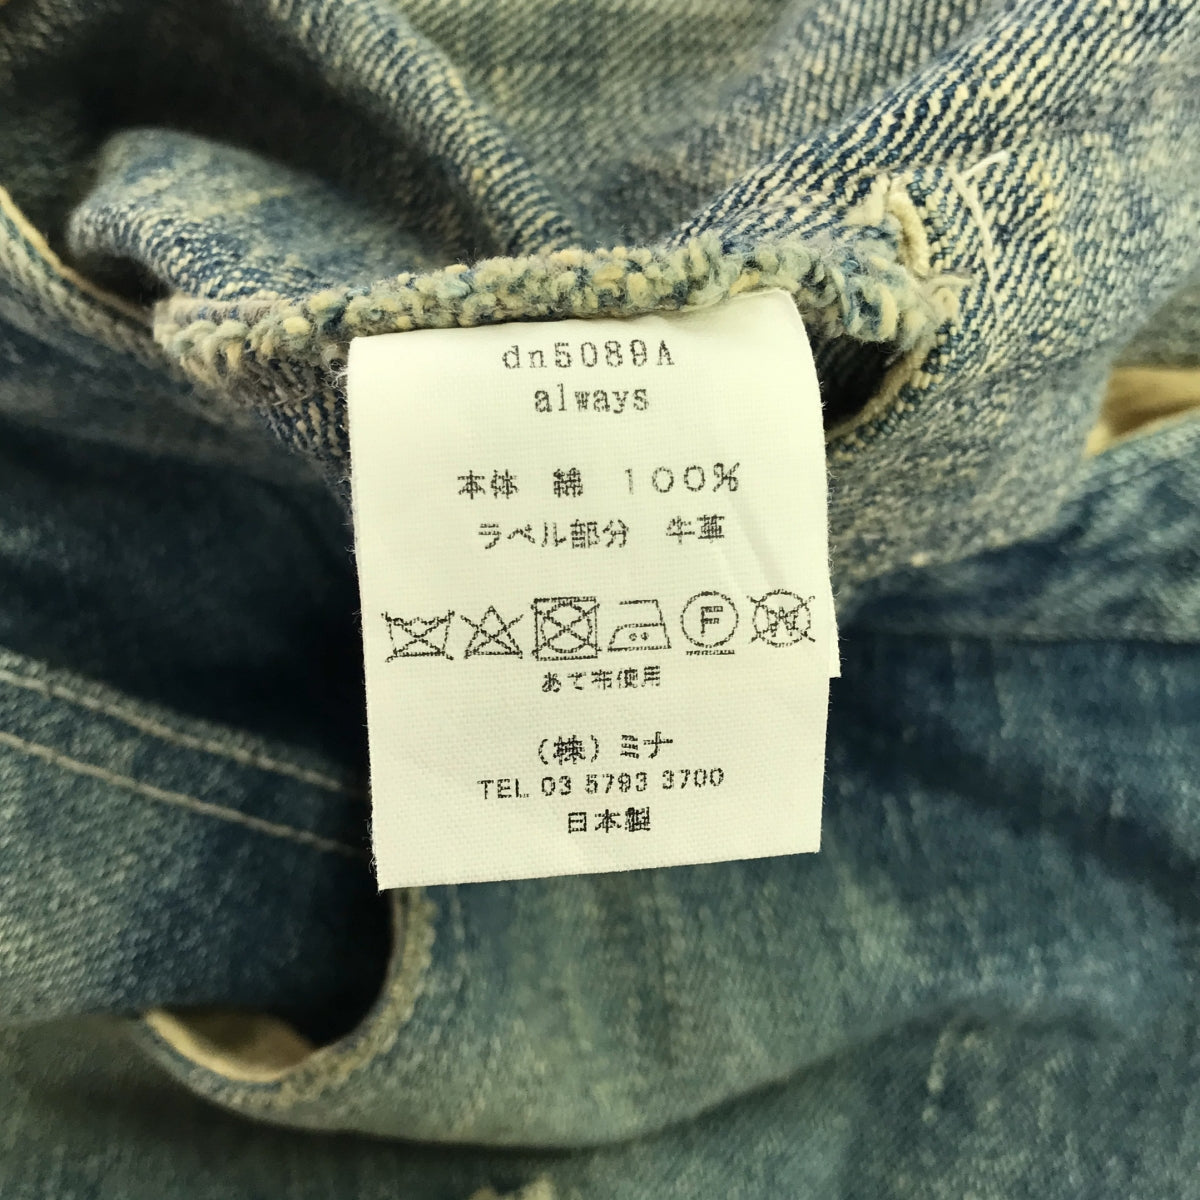 dn5089A
always
本体 綿 100%
ラベル部分 牛革
F W
あて布使用
(株)ミナ
TEL 03 5793 3700
日本製